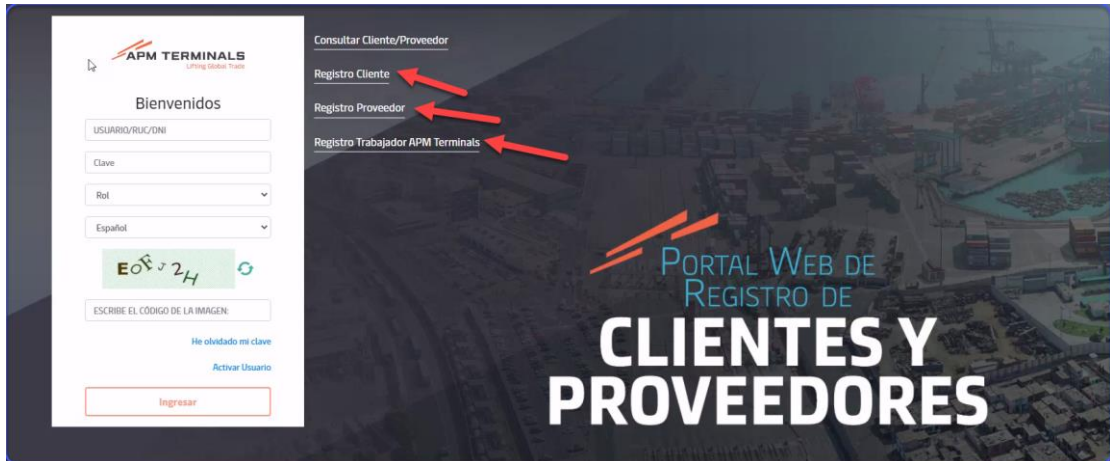 APM TERMINALS
Lifting Global Trade
Bienvenidos
USUARIO/RUC/DNI
Clave
Rol
Español
EOFJ2H
ESCRIBE EL CÓDIGO DE LA IMAGEN:
He olvidado mi clave
Activar Usuario
Ingresar
Consultar Cliente/Proveedor
Registro Cliente
Registro Proveedor
Registro Trabajador APM Terminals
PORTAL WEB DE
REGISTRO DE
CLIENTES Y
PROVEEDORES